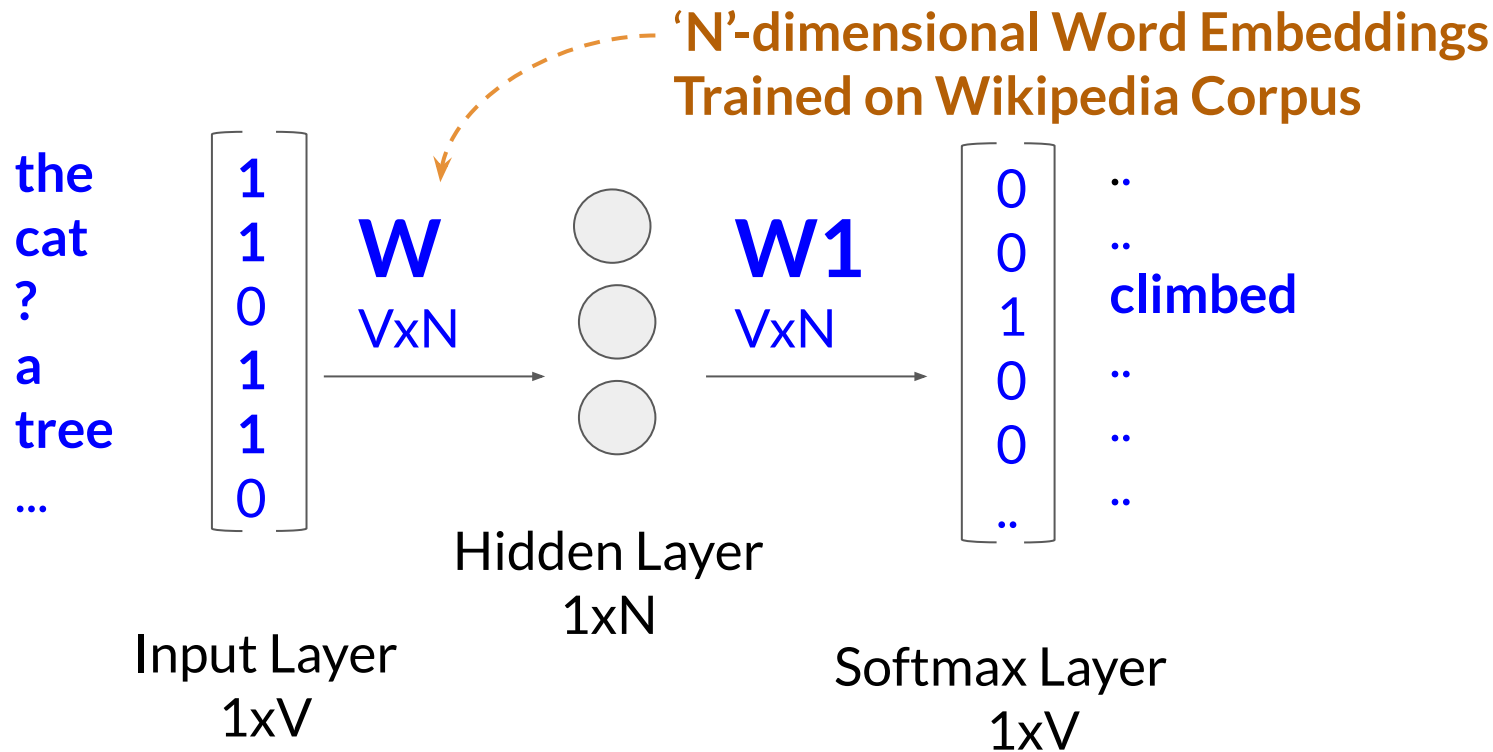 ‘N’-dimensional Word Embeddings
Trained on Wikipedia Corpus
the
cat
?
a
tree
...
1
1
0
1
1
0
W
VxN
W1
VxN
0
0
1
0
0
..
..
..
climbed
..
..
..
Hidden Layer
1xN
Input Layer
1xV
Softmax Layer
1xV